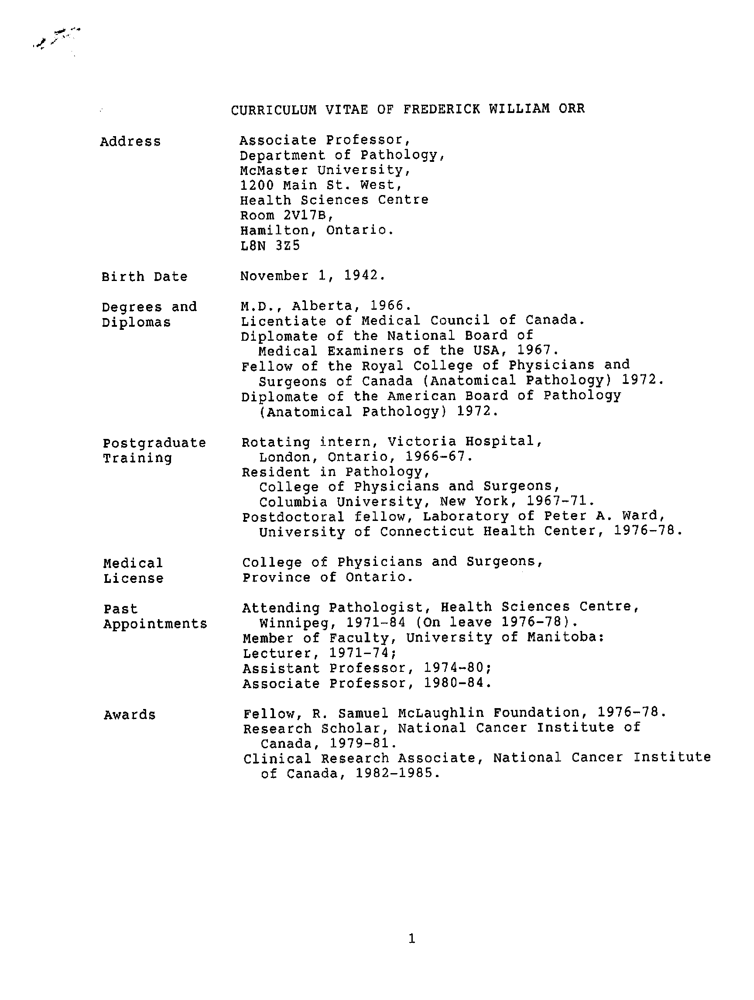 CURRICULUM VITAE OF FREDERICK WILLIAM ORR
Address Associate Professor,
Department of Pathology,
McMaster University,
1200 Main St. West,
Health Sciences Centre
Room 2V17B,
Hamilton, Ontario.
L8N 3Z5
Birth Date November 1, 1942.
Degrees and M.D., Alberta, 1966.
Diplomas Licentiate of Medical Council of Canada.
Diplomate of the National Board of
Medical Examiners of the USA, 1967.
Fellow of the Royal College of Physicians and
Surgeons of Canada (Anatomical Pathology) 1972.
Diplomate of the American Board of Pathology
(Anatomical Pathology) 1972.
Postgraduate Rotating intern, Victoria Hospital,
Training London, Ontario, 1966-67.
Resident in Pathology,
College of Physicians and Surgeons,
Columbia University, New York, 1967-71.
Postdoctoral fellow, Laboratory of Peter A. Ward,
University of Connecticut Health Center, 1976-78.
Medical College of Physicians and Surgeons,
License Province of Ontario.
Past Attending Pathologist, Health Sciences Centre,
Appointments Winnipeg, 1971-84 (On leave 1976-78).
Member of Faculty, University of Manitoba:
Lecturer, 1971-74;
Assistant Professor, 1974-80;
Associate Professor, 1980-84.
Awards Fellow, R. Samuel McLaughlin Foundation, 1976-78.
Research Scholar, National Cancer Institute of
Canada, 1979-81.
Clinical Research Associate, National Cancer Institute
of Canada, 1982-1985.
1